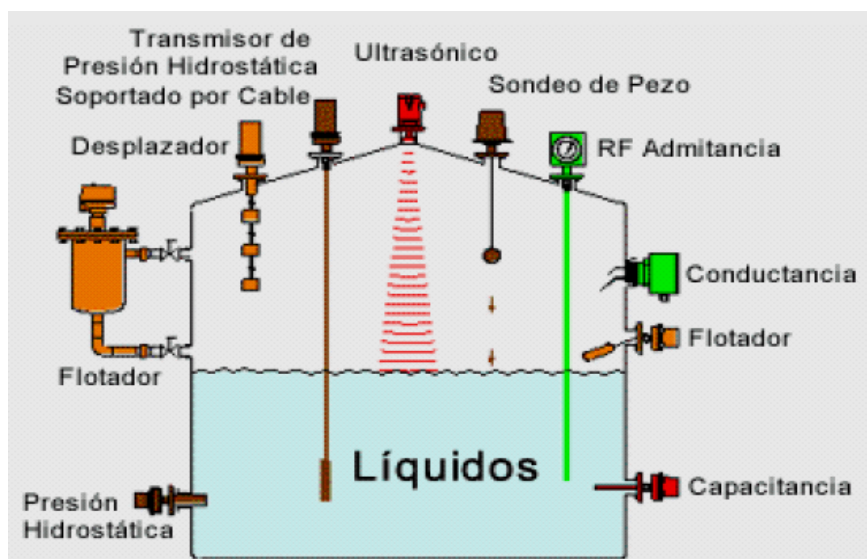 Transmisor de
Presión Hidrostática
Soportado por Cable
Ultrasónico
Sondeo de Pezo
Desplazador
RF Admitancia
Conductancia
Flotador
Flotador
Líquidos
Presión
Hidrostática
Capacitancia